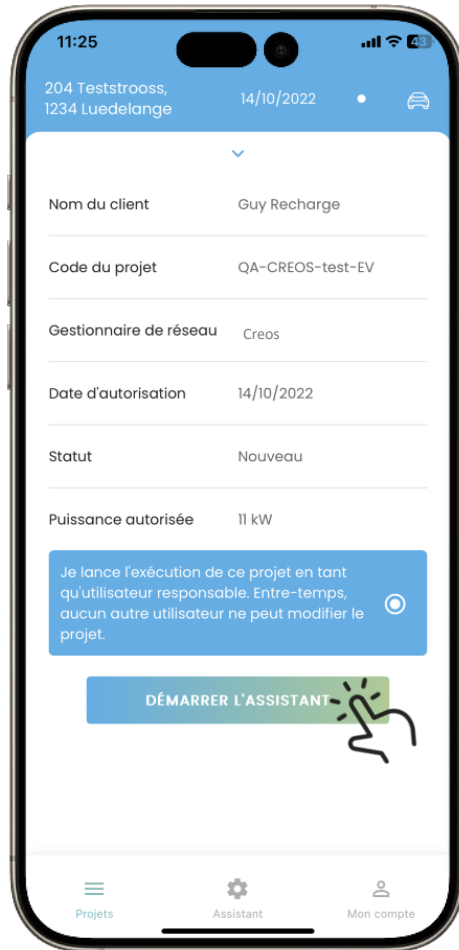 11:25
43
204 Teststrooss,
1234 Luedelange
14/10/2022
Nom du client Guy Recharge
Code du projet QA-CREOS-test-EV
Gestionnaire de réseau Creos
Date d'autorisation 14/10/2022
Statut Nouveau
Puissance autorisée 11 kW
Je lance l'exécution de ce projet en tant
qu'utilisateur responsable. Entre-temps,
aucun autre utilisateur ne peut modifier le
projet.
DÉMARRER L'ASSISTANT
Projets Assistant Mon compte